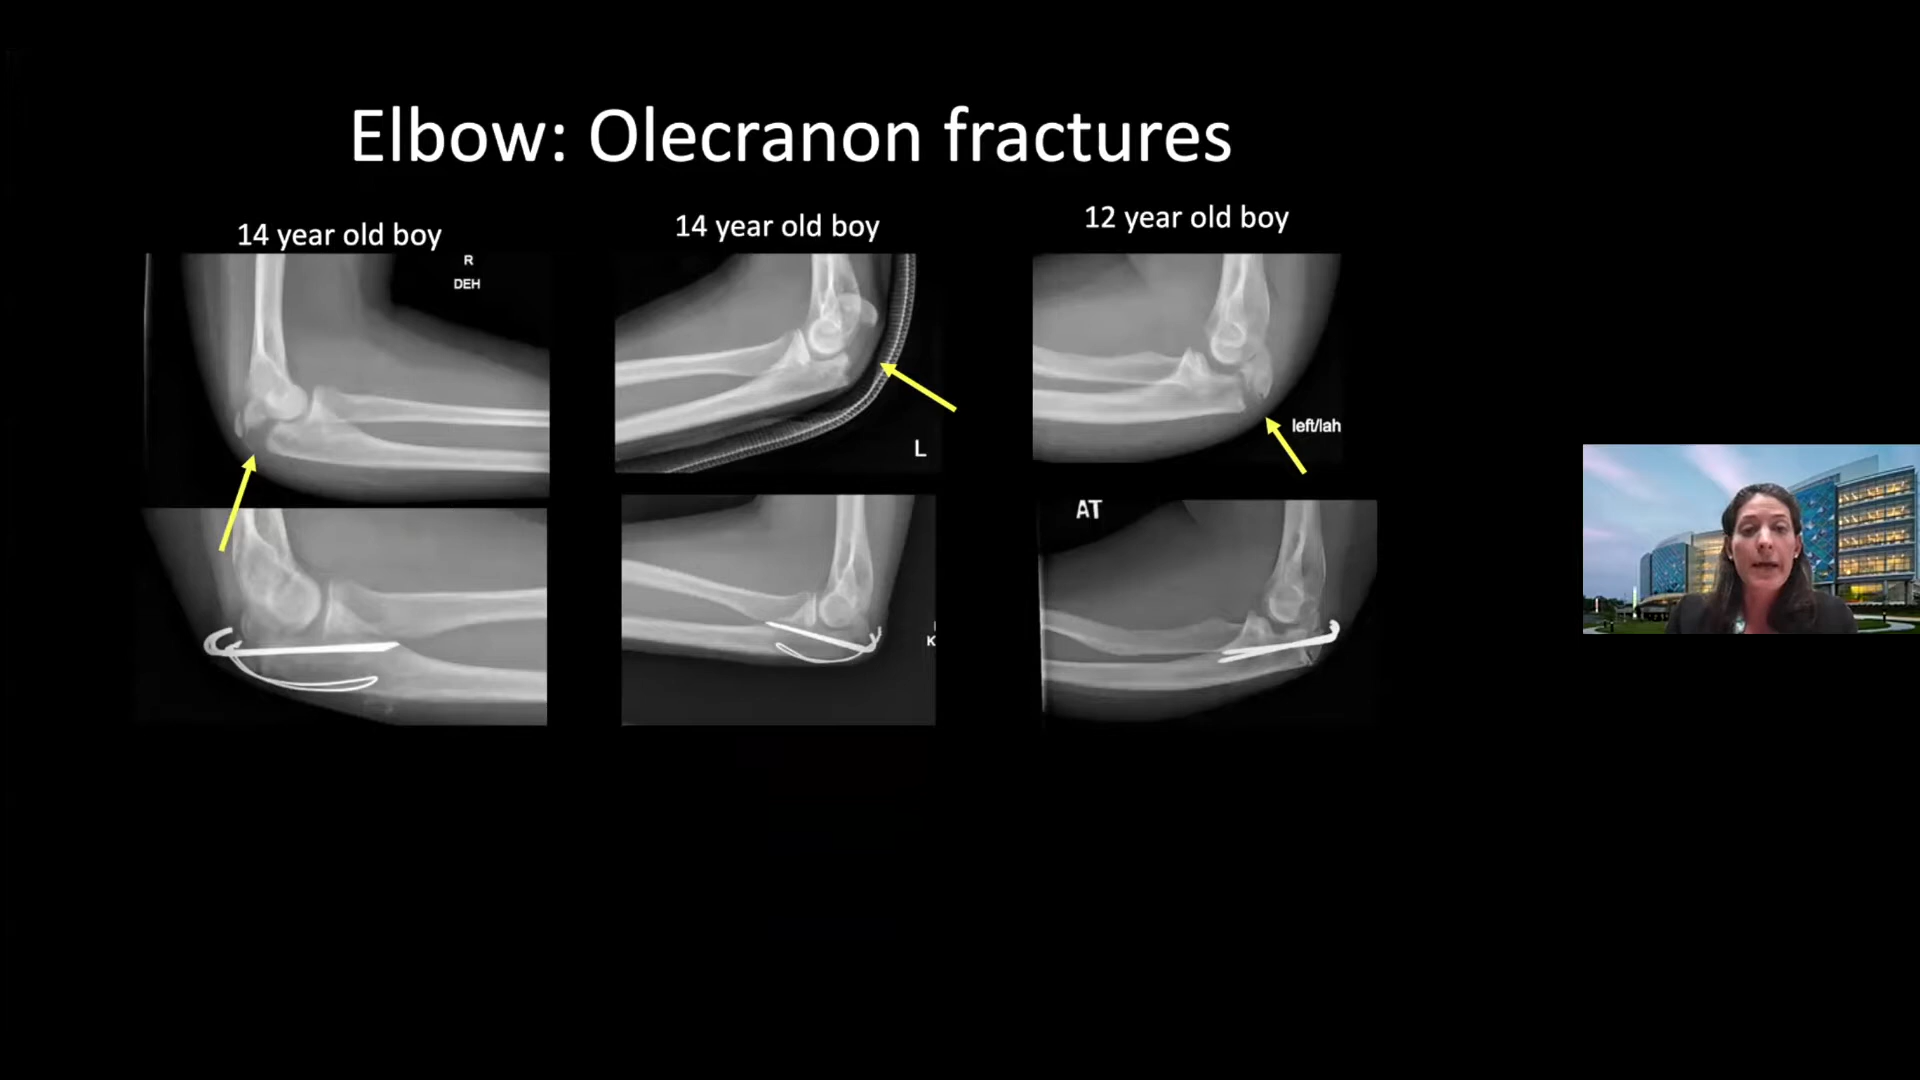 Elbow: Olecranon fractures
14 year old boy
14 year old boy
12 year old boy
R
DEH
L
left/lah
AT
K